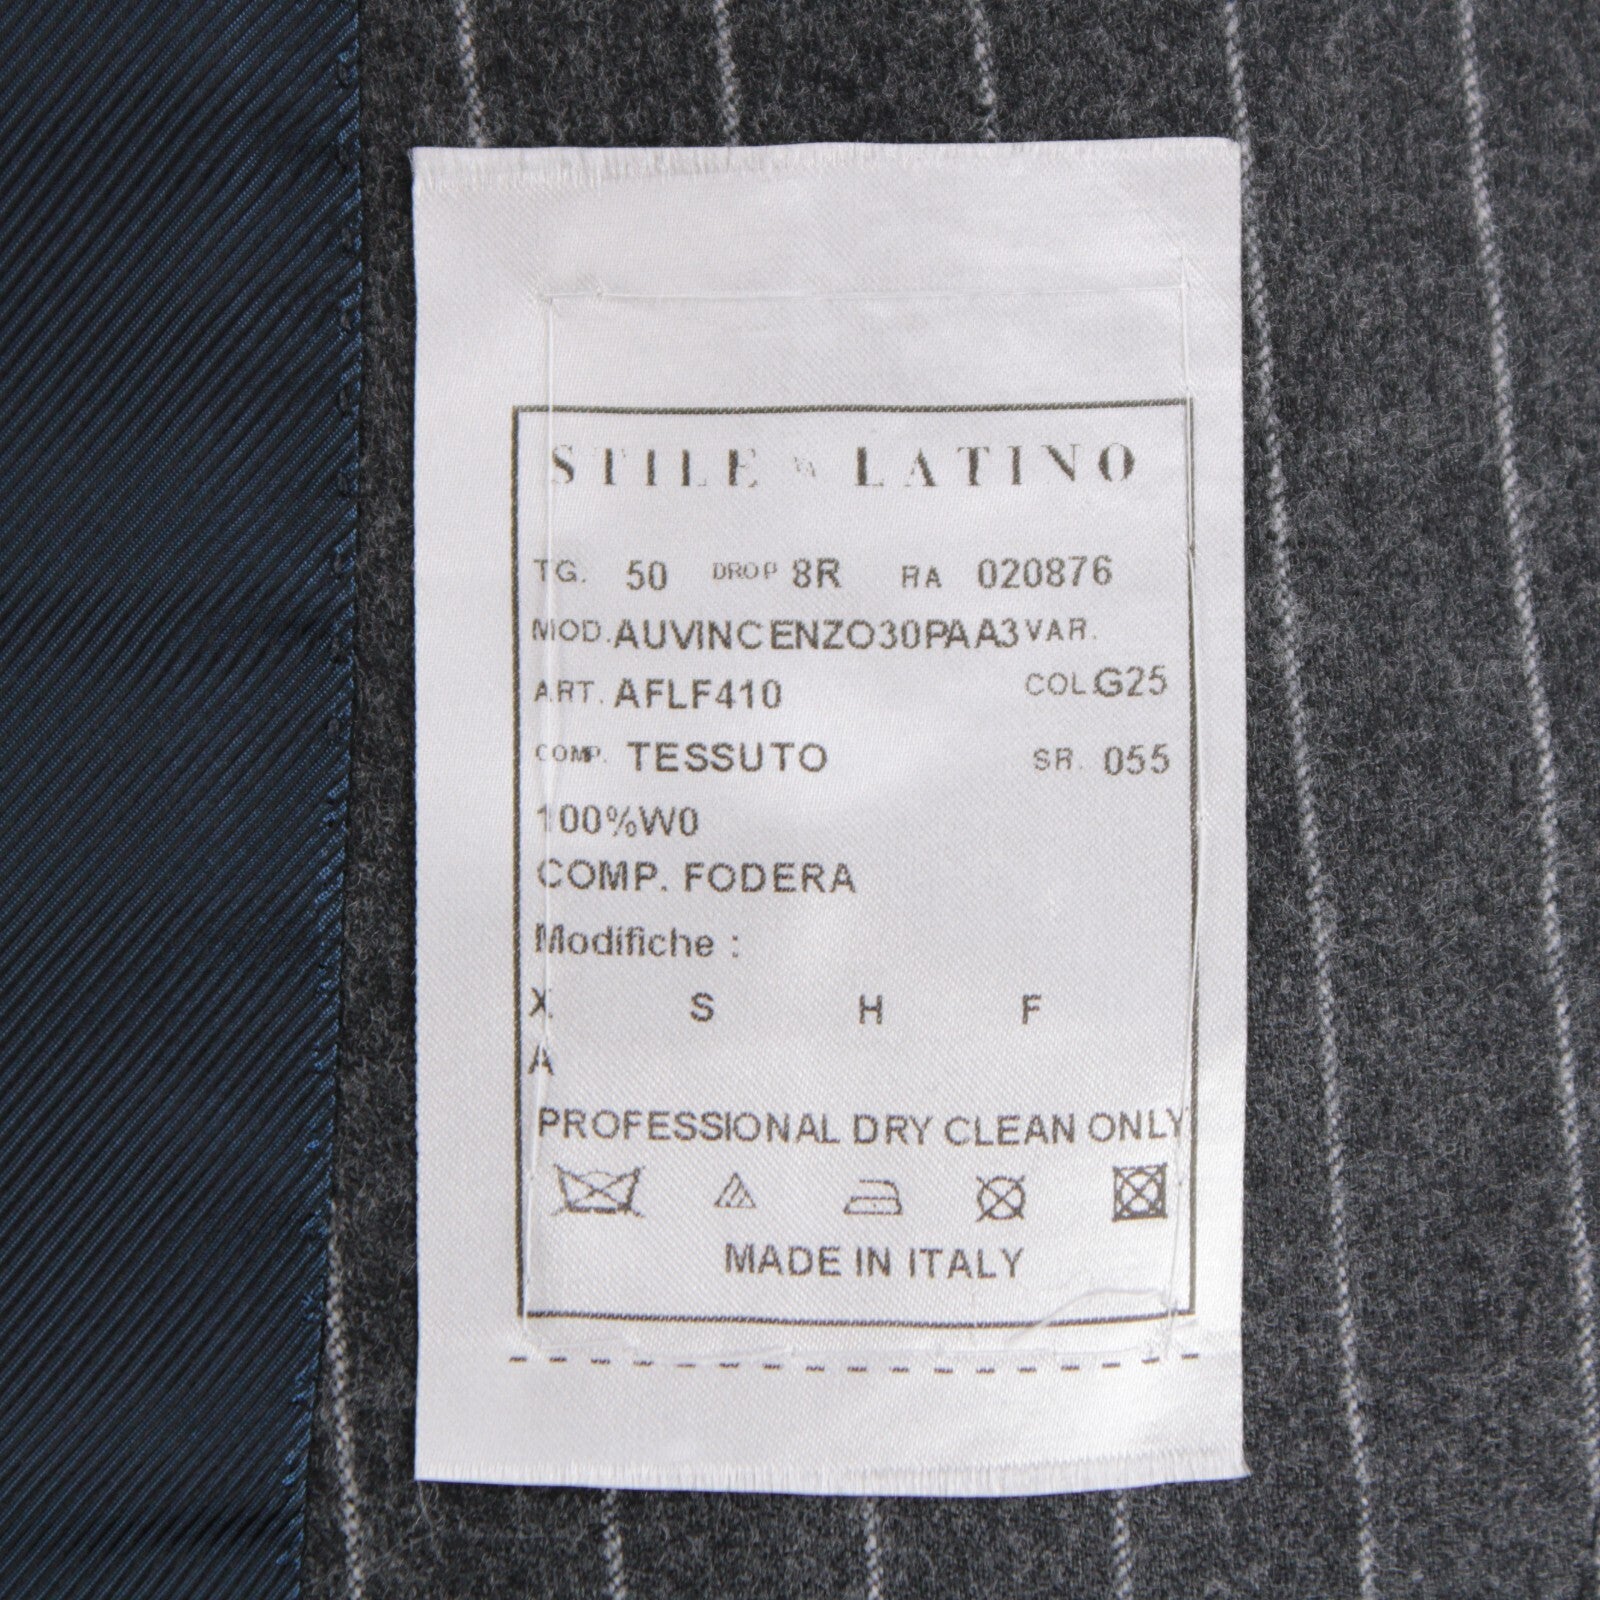 STILE LATINO
TG. 50 DROP 8R RA 020876
MOD. AUVINCENZO30PAA3 VAR.
ART. AFLF410 COL. G25
COMP. TESSUTO SR. 055
100%W0
COMP. FODERA
Modifiche :
X S H F
A
PROFESSIONAL DRY CLEAN ONLY
MADE IN ITALY